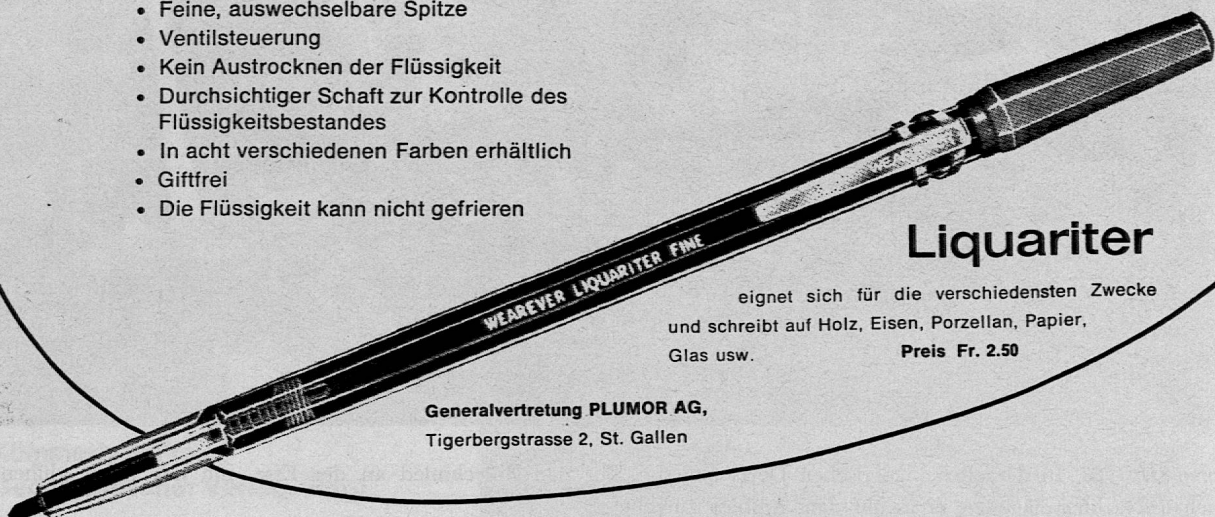 • Feine, auswechselbare Spitze
• Ventilsteuerung
• Kein Austrocknen der Flüssigkeit
• Durchsichtiger Schaft zur Kontrolle des
Flüssigkeitsbestandes
• In acht verschiedenen Farben erhältlich
• Giftfrei
• Die Flüssigkeit kann nicht gefrieren
WEAREVER LIQUARITER FINE
Liquariter
eignet sich für die verschiedensten Zwecke
und schreibt auf Holz, Eisen, Porzellan, Papier,
Glas usw. Preis Fr. 2.50
Generalvertretung PLUMOR AG,
Tigerbergstrasse 2, St. Gallen